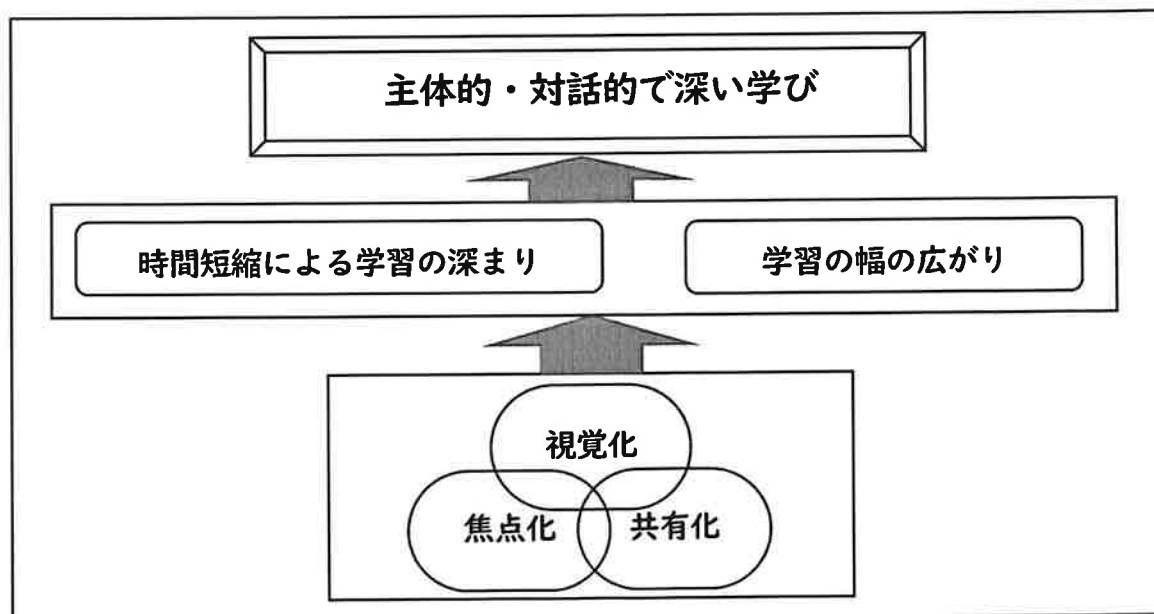 主体的・対話的で深い学び
時間短縮による学習の深まり
学習の幅の広がり
視覚化
焦点化
共有化